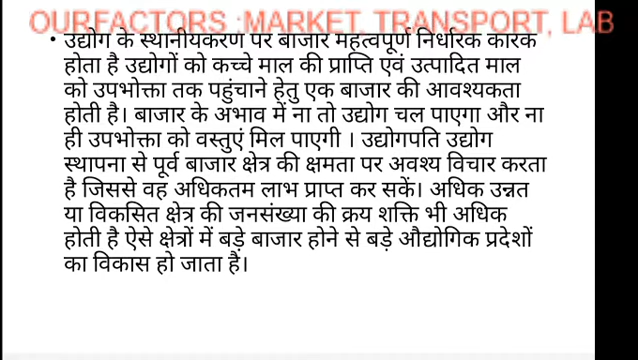 OURFACTORS :MARKET, TRANSPORT, LAB
• उद्योग के स्थानीयकरण पर बाजार महत्वपूर्ण निर्धारक कारक
होता है उद्योगों को कच्चे माल की प्राप्ति एवं उत्पादित माल
को उपभोक्ता तक पहुंचाने हेतु एक बाजार की आवश्यकता
होती है। बाजार के अभाव में ना तो उद्योग चल पाएगा और ना
ही उपभोक्ता को वस्तुएं मिल पाएगी । उद्योगपति उद्योग
स्थापना से पूर्व बाजार क्षेत्र की क्षमता पर अवश्य विचार करता
है जिससे वह अधिकतम लाभ प्राप्त कर सकें। अधिक उन्नत
या विकसित क्षेत्र की जनसंख्या की क्रय शक्ति भी अधिक
होती है ऐसे क्षेत्रों में बड़े बाजार होने से बड़े औद्योगिक प्रदेशों
का विकास हो जाता है।